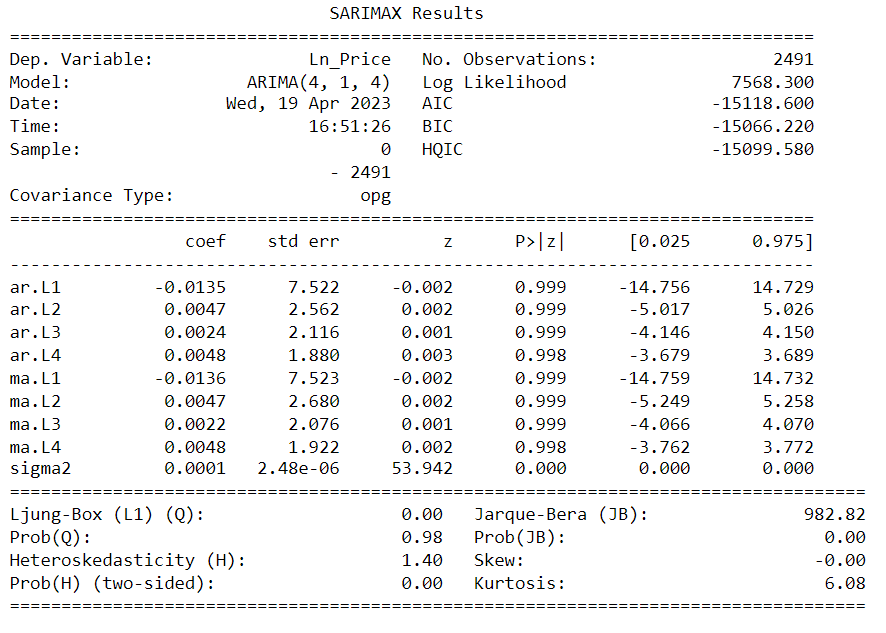 SARIMAX Results
==============================================================================
Dep. Variable: Ln_Price No. Observations: 2491
Model: ARIMA(4, 1, 4) Log Likelihood 7568.300
Date: Wed, 19 Apr 2023 AIC -15118.600
Time: 16:51:26 BIC -15066.220
Sample: 0 HQIC -15099.580
- 2491
Covariance Type: opg
==============================================================================
coef std err z P>|z| [0.025 0.975]
------------------------------------------------------------------------------
ar.L1 -0.0135 7.522 -0.002 0.999 -14.756 14.729
ar.L2 0.0047 2.562 0.002 0.999 -5.017 5.026
ar.L3 0.0024 2.116 0.001 0.999 -4.146 4.150
ar.L4 0.0048 1.880 0.003 0.998 -3.679 3.689
ma.L1 -0.0136 7.523 -0.002 0.999 -14.759 14.732
ma.L2 0.0047 2.680 0.002 0.999 -5.249 5.258
ma.L3 0.0022 2.076 0.001 0.999 -4.066 4.070
ma.L4 0.0048 1.922 0.002 0.998 -3.762 3.772
sigma2 0.0001 2.48e-06 53.942 0.000 0.000 0.000
===================================================================================
Ljung-Box (L1) (Q): 0.00 Jarque-Bera (JB): 982.82
Prob(Q): 0.98 Prob(JB): 0.00
Heteroskedasticity (H): 1.40 Skew: -0.00
Prob(H) (two-sided): 0.00 Kurtosis: 6.08
===================================================================================